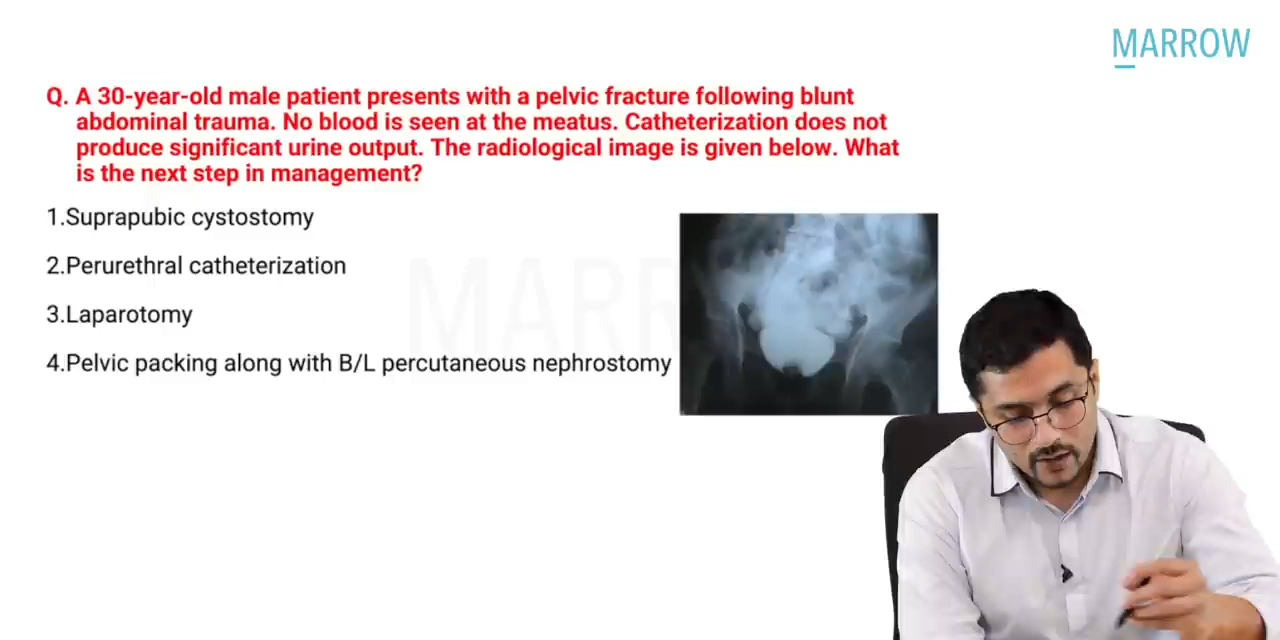 MARROW
Q. A 30-year-old male patient presents with a pelvic fracture following blunt
abdominal trauma. No blood is seen at the meatus. Catheterization does not
produce significant urine output. The radiological image is given below. What
is the next step in management?
1.Suprapubic cystostomy
2.Perurethral catheterization
3.Laparotomy
4.Pelvic packing along with B/L percutaneous nephrostomy
MARR